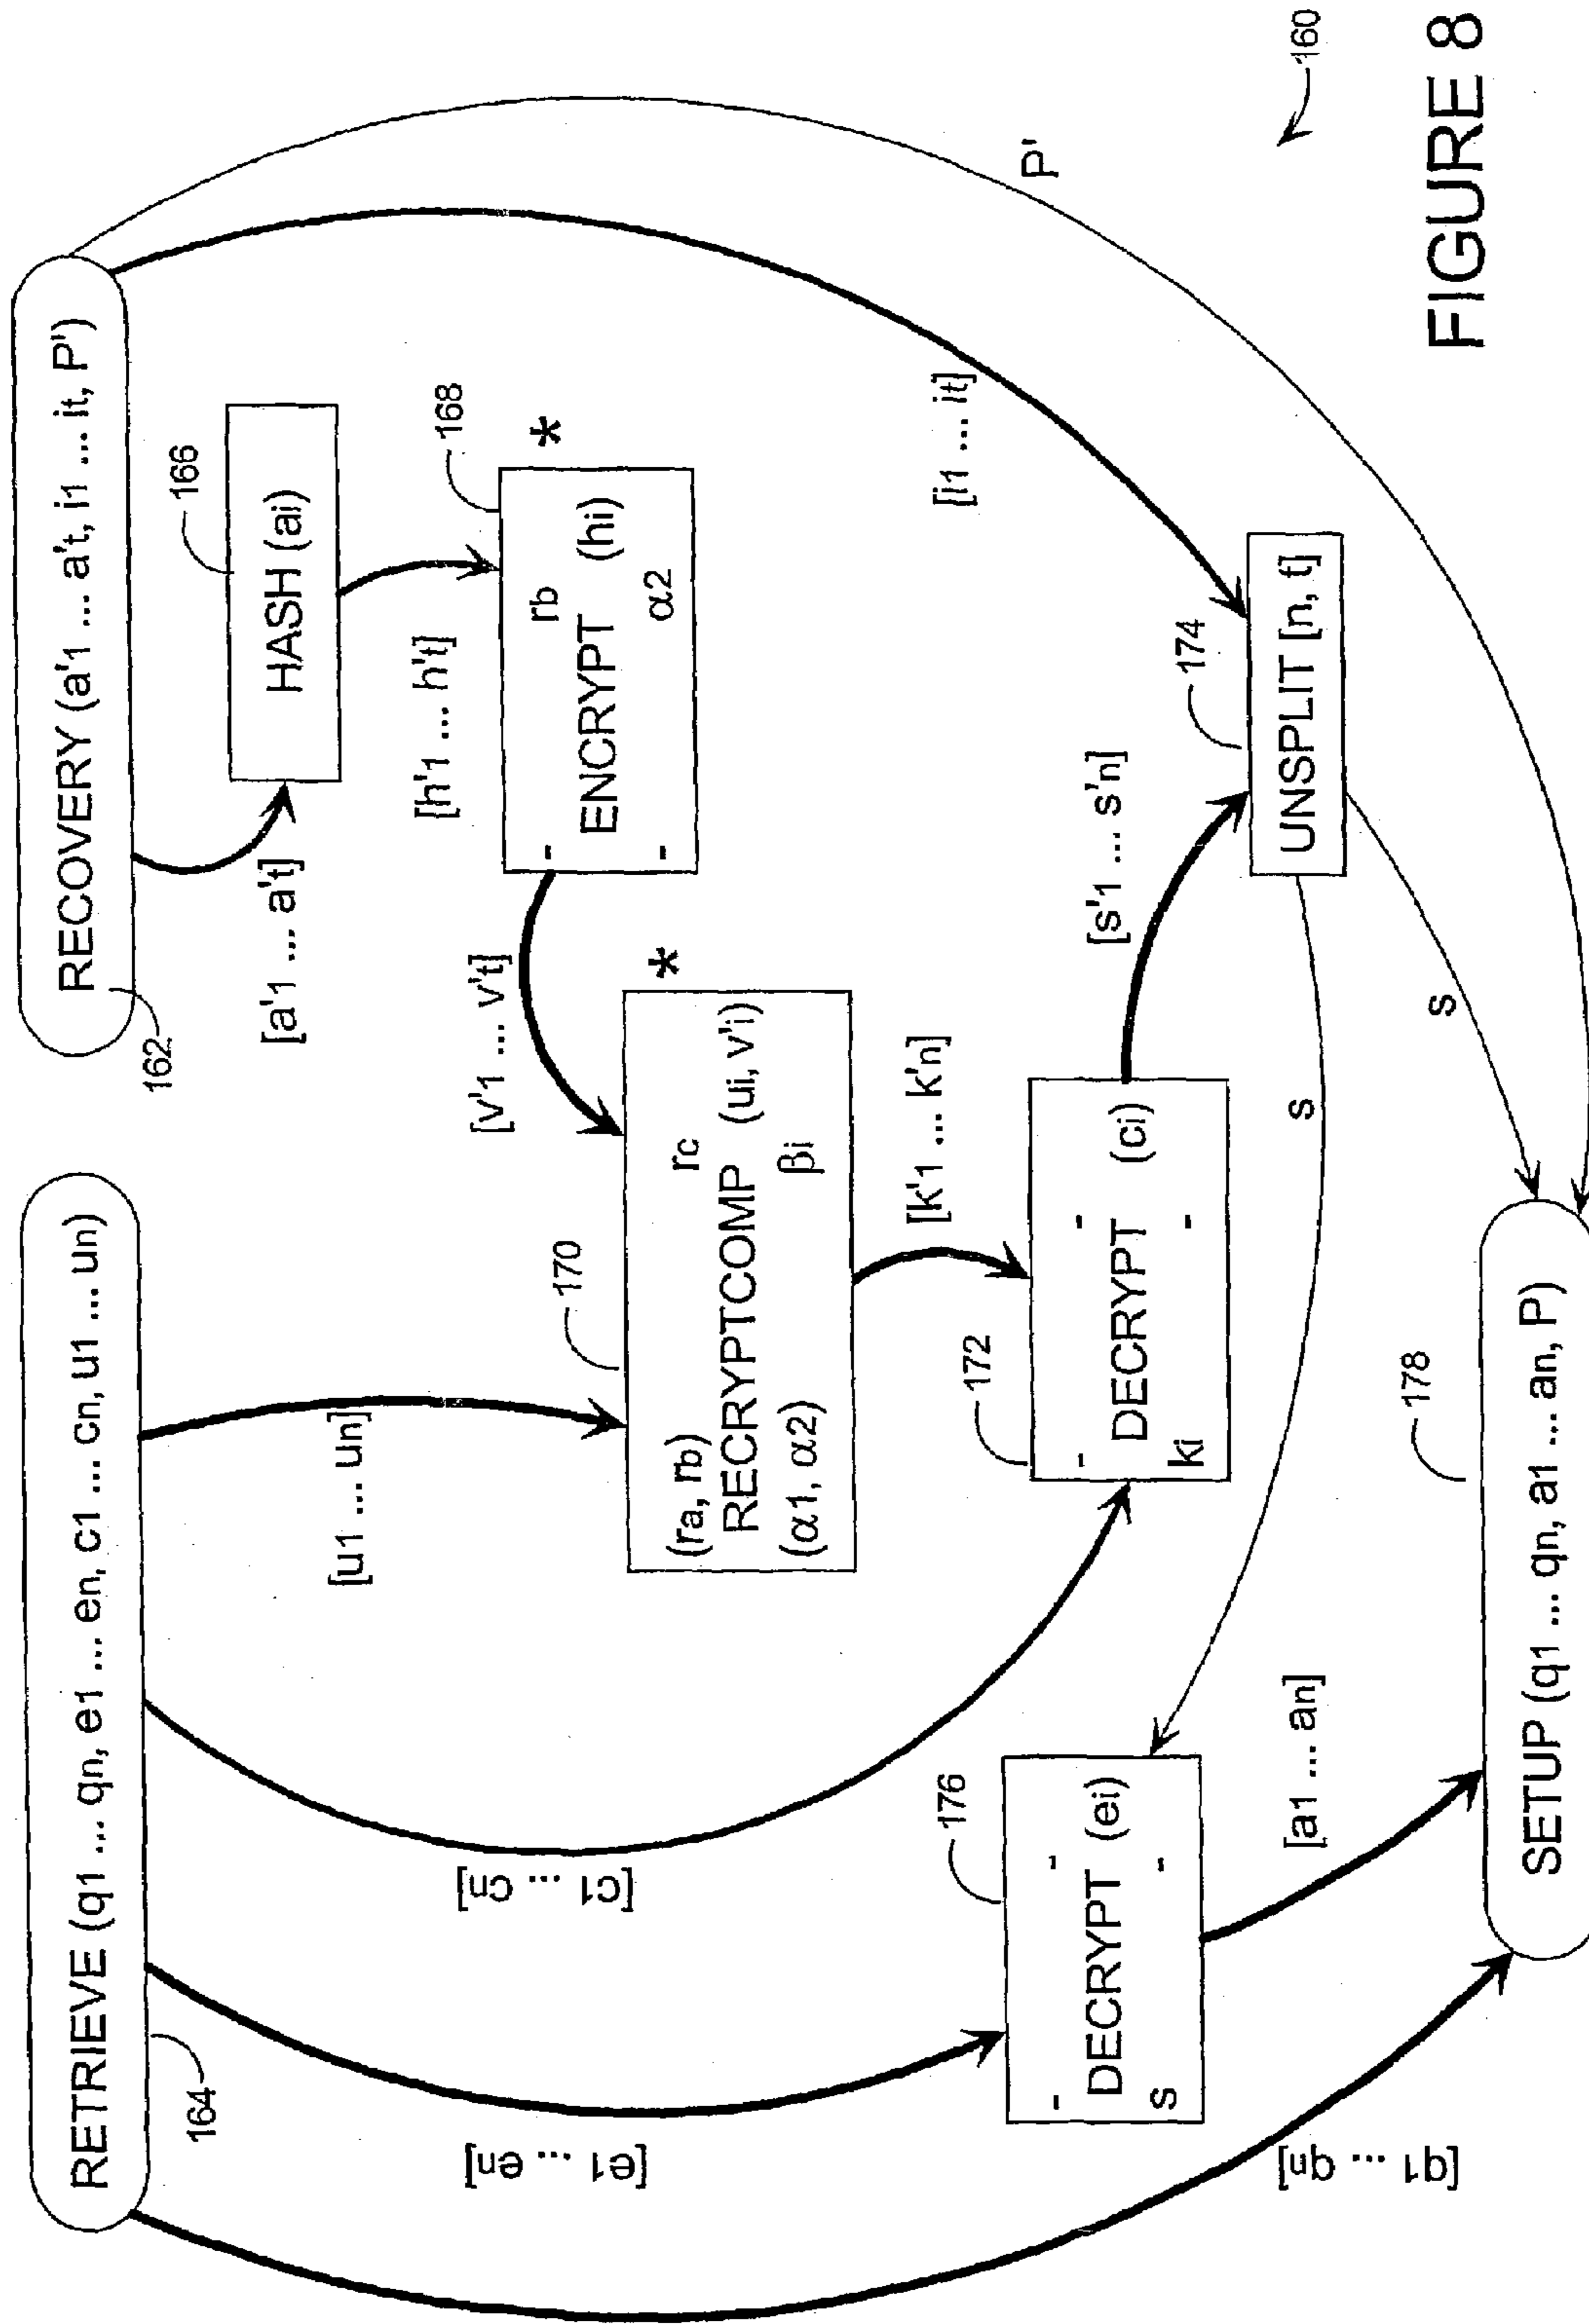 RETRIEVE (q1 ... qn, e1 ... en, c1 ... cn, u1 ... un)
164
RECOVERY (a'1 ... a't, i1 ... it, P')
162
[a'1 ... a't]
166
HASH (ai)
[h'1 ... h't]
168
*
- rb
ENCRYPT (hi)
- α2
[v'1 ... v't]
[u1 ... un]
170
*
(ra, rb) rc
RECRYPTCOMP (ui, v'i)
(α1, α2) βi
[c1 ... cn]
[e1 ... en]
[k'1 ... k'n]
172
- -
DECRYPT (ci)
ki -
[s'1 ... s'n]
[i1 ... it]
P'
174
UNSPLIT [n, t]
s
s
176
- -
DECRYPT (ei)
s -
[a1 ... an]
[q1 ... qn]
178
SETUP (q1 ... qn, a1 ... an, P)
160
FIGURE 8